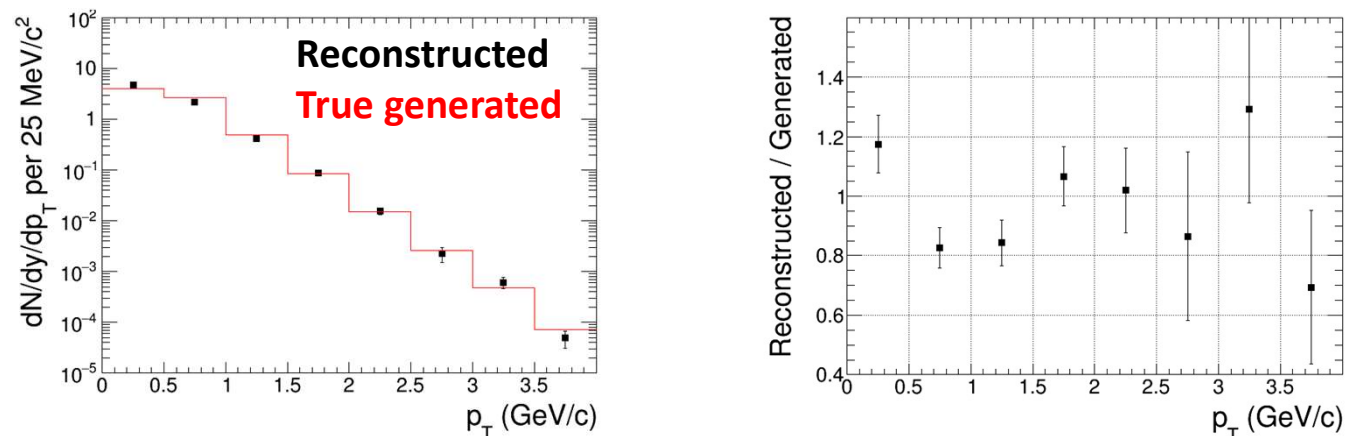 dN/dy/dp_T per 25 MeV/c²
10²
10
1
10⁻¹
10⁻²
10⁻³
10⁻⁴
10⁻⁵
0 0.5 1 1.5 2 2.5 3 3.5
p_T (GeV/c)
Reconstructed
True generated
Reconstructed / Generated
1.4
1.2
1
0.8
0.6
0.4
0 0.5 1 1.5 2 2.5 3 3.5
p_T (GeV/c)